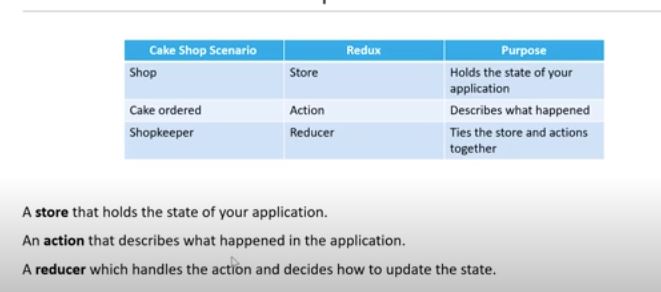 Cake Shop Scenario Redux Purpose
Shop Store Holds the state of your
application
Cake ordered Action Describes what happened
Shopkeeper Reducer Ties the store and actions
together
A store that holds the state of your application.
An action that describes what happened in the application.
A reducer which handles the action and decides how to update the state.